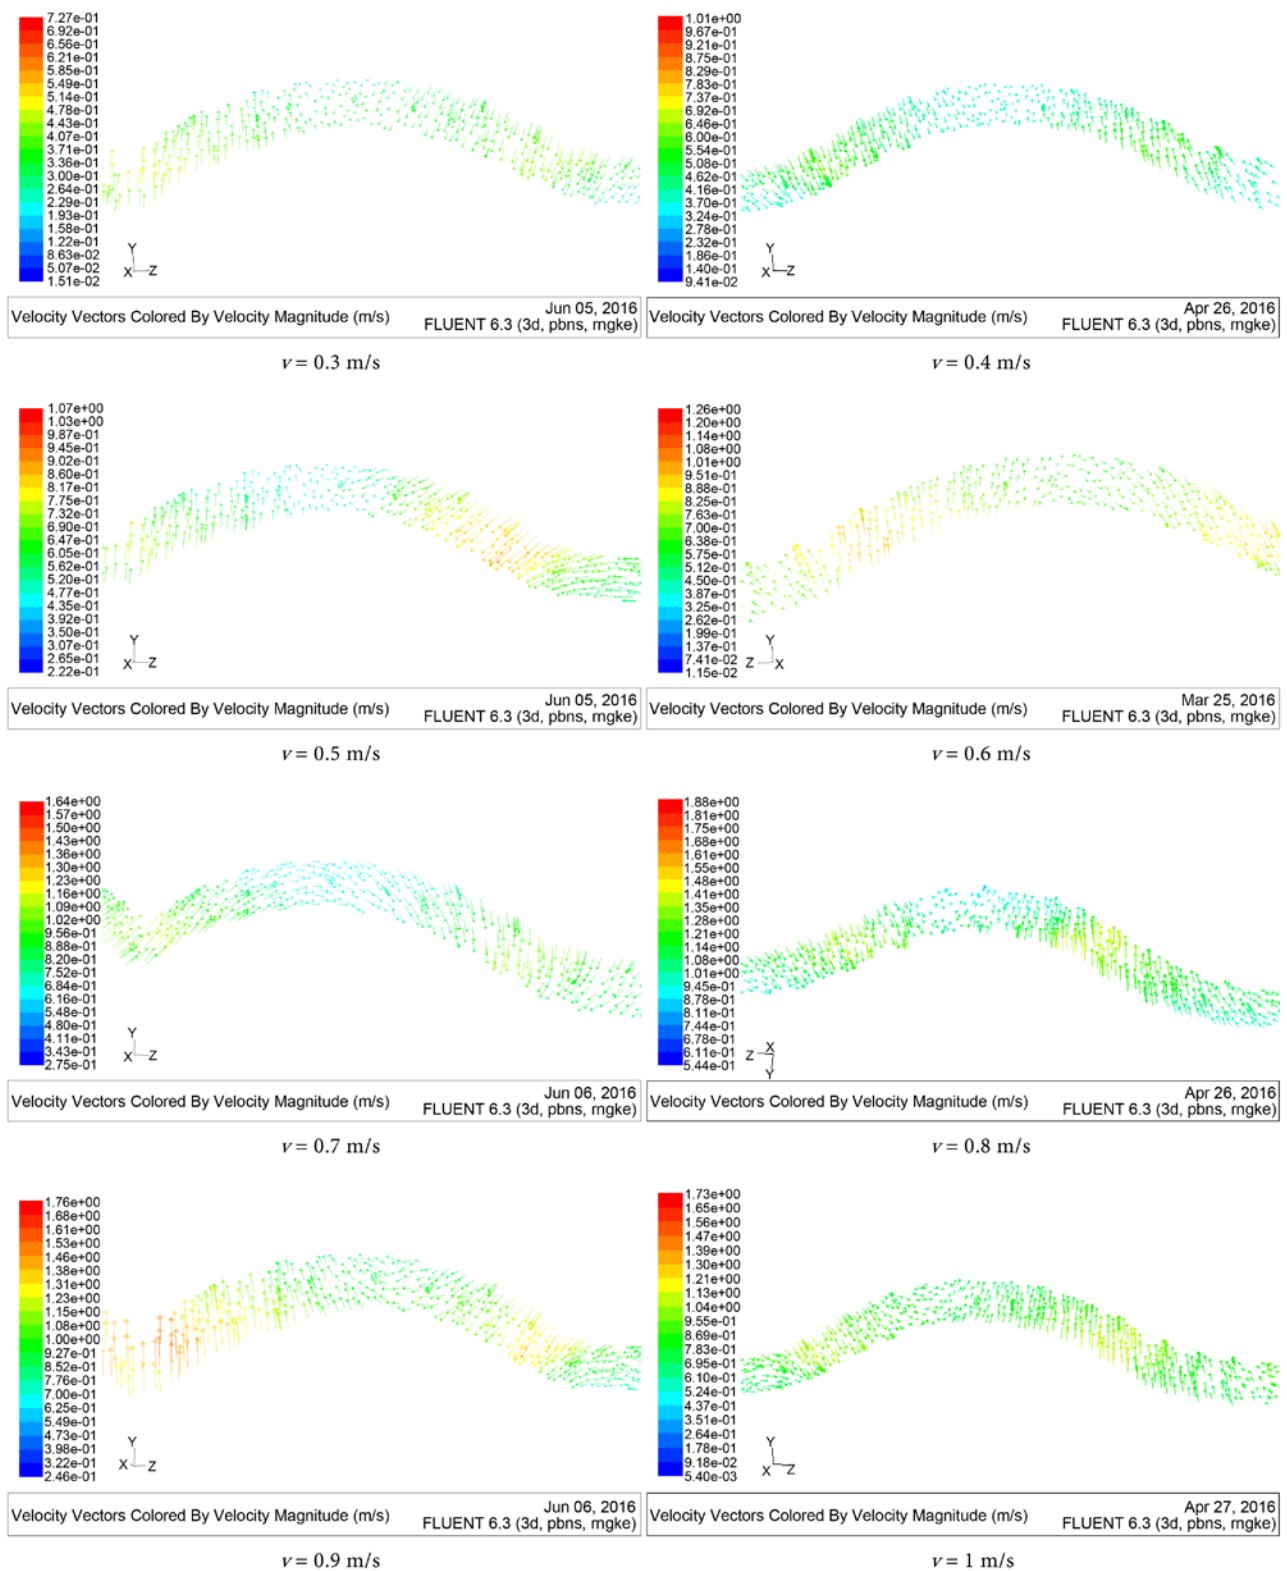 7.27e-01
6.92e-01
6.56e-01
6.21e-01
5.85e-01
5.49e-01
5.14e-01
4.78e-01
4.43e-01
4.07e-01
3.71e-01
3.36e-01
3.00e-01
2.64e-01
2.29e-01
1.93e-01
1.58e-01
1.22e-01
8.63e-02
5.07e-02
1.51e-02
Y
X Z
Velocity Vectors Colored By Velocity Magnitude (m/s)
Jun 05, 2016
FLUENT 6.3 (3d, pbns, rngke)
v = 0.3 m/s
1.01e+00
9.67e-01
9.21e-01
8.75e-01
8.29e-01
7.83e-01
7.37e-01
6.92e-01
6.46e-01
6.00e-01
5.54e-01
5.08e-01
4.62e-01
4.16e-01
3.70e-01
3.24e-01
2.78e-01
2.32e-01
1.86e-01
1.40e-01
9.41e-02
Y
X Z
Velocity Vectors Colored By Velocity Magnitude (m/s)
Apr 26, 2016
FLUENT 6.3 (3d, pbns, rngke)
v = 0.4 m/s
1.07e+00
1.03e+00
9.87e-01
9.45e-01
9.02e-01
8.60e-01
8.17e-01
7.75e-01
7.32e-01
6.90e-01
6.47e-01
6.05e-01
5.62e-01
5.20e-01
4.77e-01
4.35e-01
3.92e-01
3.50e-01
3.07e-01
2.65e-01
2.22e-01
Y
X Z
Velocity Vectors Colored By Velocity Magnitude (m/s)
Jun 05, 2016
FLUENT 6.3 (3d, pbns, rngke)
v = 0.5 m/s
1.26e+00
1.20e+00
1.14e+00
1.08e+00
1.01e+00
9.51e-01
8.88e-01
8.25e-01
7.63e-01
7.00e-01
6.38e-01
5.75e-01
5.12e-01
4.50e-01
3.87e-01
3.25e-01
2.62e-01
1.99e-01
1.37e-01
7.41e-02
1.15e-02
Y
Z X
Velocity Vectors Colored By Velocity Magnitude (m/s)
Mar 25, 2016
FLUENT 6.3 (3d, pbns, rngke)
v = 0.6 m/s
1.64e+00
1.57e+00
1.50e+00
1.43e+00
1.36e+00
1.30e+00
1.23e+00
1.16e+00
1.09e+00
1.02e+00
9.56e-01
8.88e-01
8.20e-01
7.52e-01
6.84e-01
6.16e-01
5.48e-01
4.80e-01
4.11e-01
3.43e-01
2.75e-01
Y
X Z
Velocity Vectors Colored By Velocity Magnitude (m/s)
Jun 06, 2016
FLUENT 6.3 (3d, pbns, rngke)
v = 0.7 m/s
1.88e+00
1.81e+00
1.75e+00
1.68e+00
1.61e+00
1.55e+00
1.48e+00
1.41e+00
1.35e+00
1.28e+00
1.21e+00
1.14e+00
1.08e+00
1.01e+00
9.45e-01
8.78e-01
8.11e-01
7.44e-01
6.78e-01
6.11e-01
5.44e-01
X
Z
Y
Velocity Vectors Colored By Velocity Magnitude (m/s)
Apr 26, 2016
FLUENT 6.3 (3d, pbns, rngke)
v = 0.8 m/s
1.76e+00
1.68e+00
1.61e+00
1.53e+00
1.46e+00
1.38e+00
1.31e+00
1.23e+00
1.15e+00
1.08e+00
1.00e+00
9.27e-01
8.52e-01
7.76e-01
7.00e-01
6.25e-01
5.49e-01
4.73e-01
3.98e-01
3.22e-01
2.46e-01
Y
X Z
Velocity Vectors Colored By Velocity Magnitude (m/s)
Jun 06, 2016
FLUENT 6.3 (3d, pbns, rngke)
v = 0.9 m/s
1.73e+00
1.65e+00
1.56e+00
1.47e+00
1.39e+00
1.30e+00
1.21e+00
1.13e+00
1.04e+00
9.55e-01
8.69e-01
7.83e-01
6.95e-01
6.10e-01
5.24e-01
4.37e-01
3.51e-01
2.64e-01
1.78e-01
9.18e-02
5.40e-03
Y
X Z
Velocity Vectors Colored By Velocity Magnitude (m/s)
Apr 27, 2016
FLUENT 6.3 (3d, pbns, rngke)
v = 1 m/s